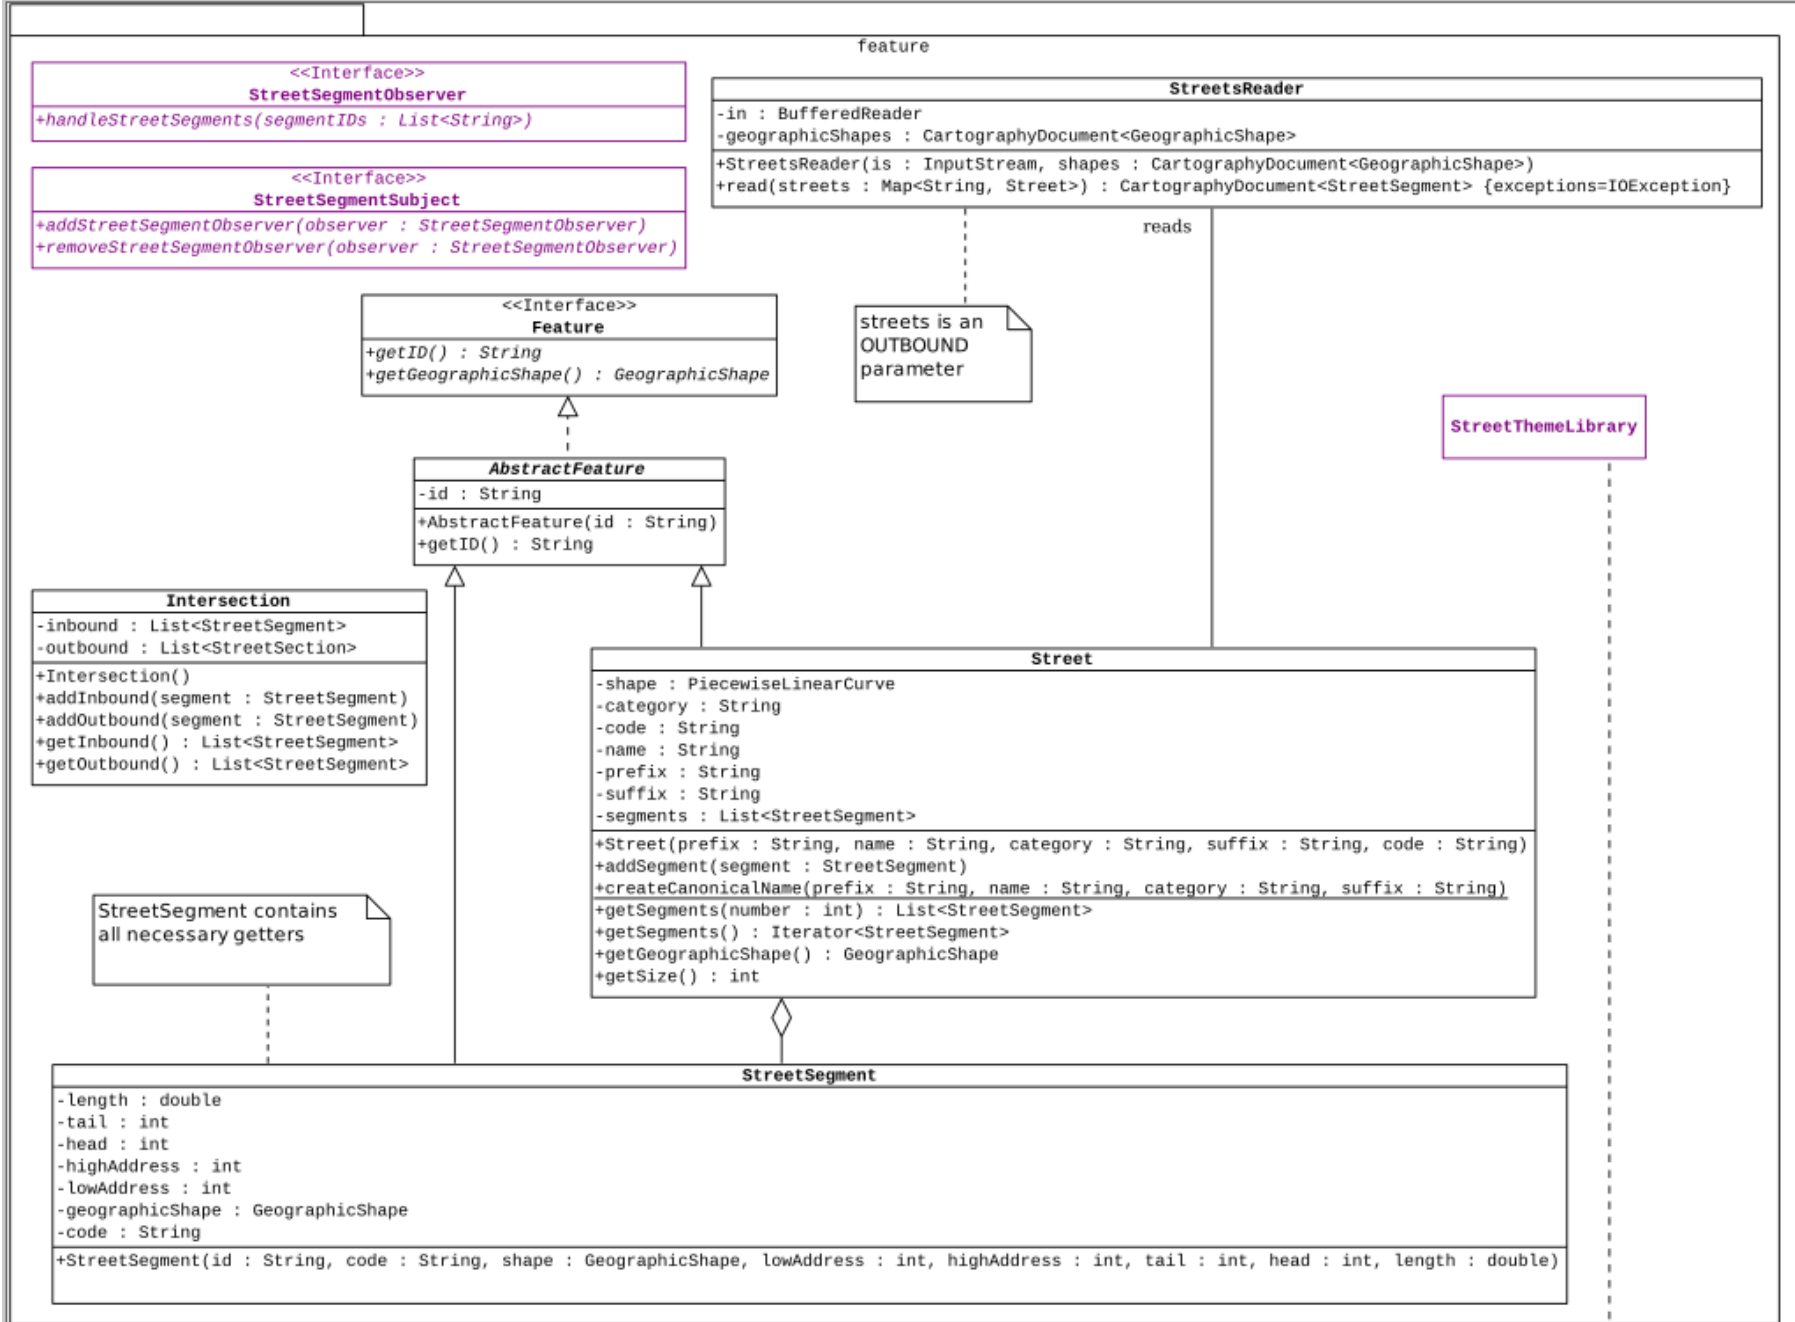 feature
<<Interface>>
StreetSegmentObserver
+handleStreetSegments(segmentIDs : List<String>)
<<Interface>>
StreetSegmentSubject
+addStreetSegmentObserver(observer : StreetSegmentObserver)
+removeStreetSegmentObserver(observer : StreetSegmentObserver)
StreetsReader
-in : BufferedReader
-geographicShapes : CartographyDocument<GeographicShape>
+StreetsReader(is : InputStream, shapes : CartographyDocument<GeographicShape>)
+read(streets : Map<String, Street>) : CartographyDocument<StreetSegment> {exceptions=IOException}
reads
<<Interface>>
Feature
+getID() : String
+getGeographicShape() : GeographicShape
streets is an
OUTBOUND
parameter
StreetThemeLibrary
AbstractFeature
-id : String
+AbstractFeature(id : String)
+getID() : String
Intersection
-inbound : List<StreetSegment>
-outbound : List<StreetSection>
+Intersection()
+addInbound(segment : StreetSegment)
+addOutbound(segment : StreetSegment)
+getInbound() : List<StreetSegment>
+getOutbound() : List<StreetSegment>
Street
-shape : PiecewiseLinearCurve
-category : String
-code : String
-name : String
-prefix : String
-suffix : String
-segments : List<StreetSegment>
+Street(prefix : String, name : String, category : String, suffix : String, code : String)
+addSegment(segment : StreetSegment)
+createCanonicalName(prefix : String, name : String, category : String, suffix : String)
+getSegments(number : int) : List<StreetSegment>
+getSegments() : Iterator<StreetSegment>
+getGeographicShape() : GeographicShape
+getSize() : int
StreetSegment contains
all necessary getters
StreetSegment
-length : double
-tail : int
-head : int
-highAddress : int
-lowAddress : int
-geographicShape : GeographicShape
-code : String
+StreetSegment(id : String, code : String, shape : GeographicShape, lowAddress : int, highAddress : int, tail : int, head : int, length : double)